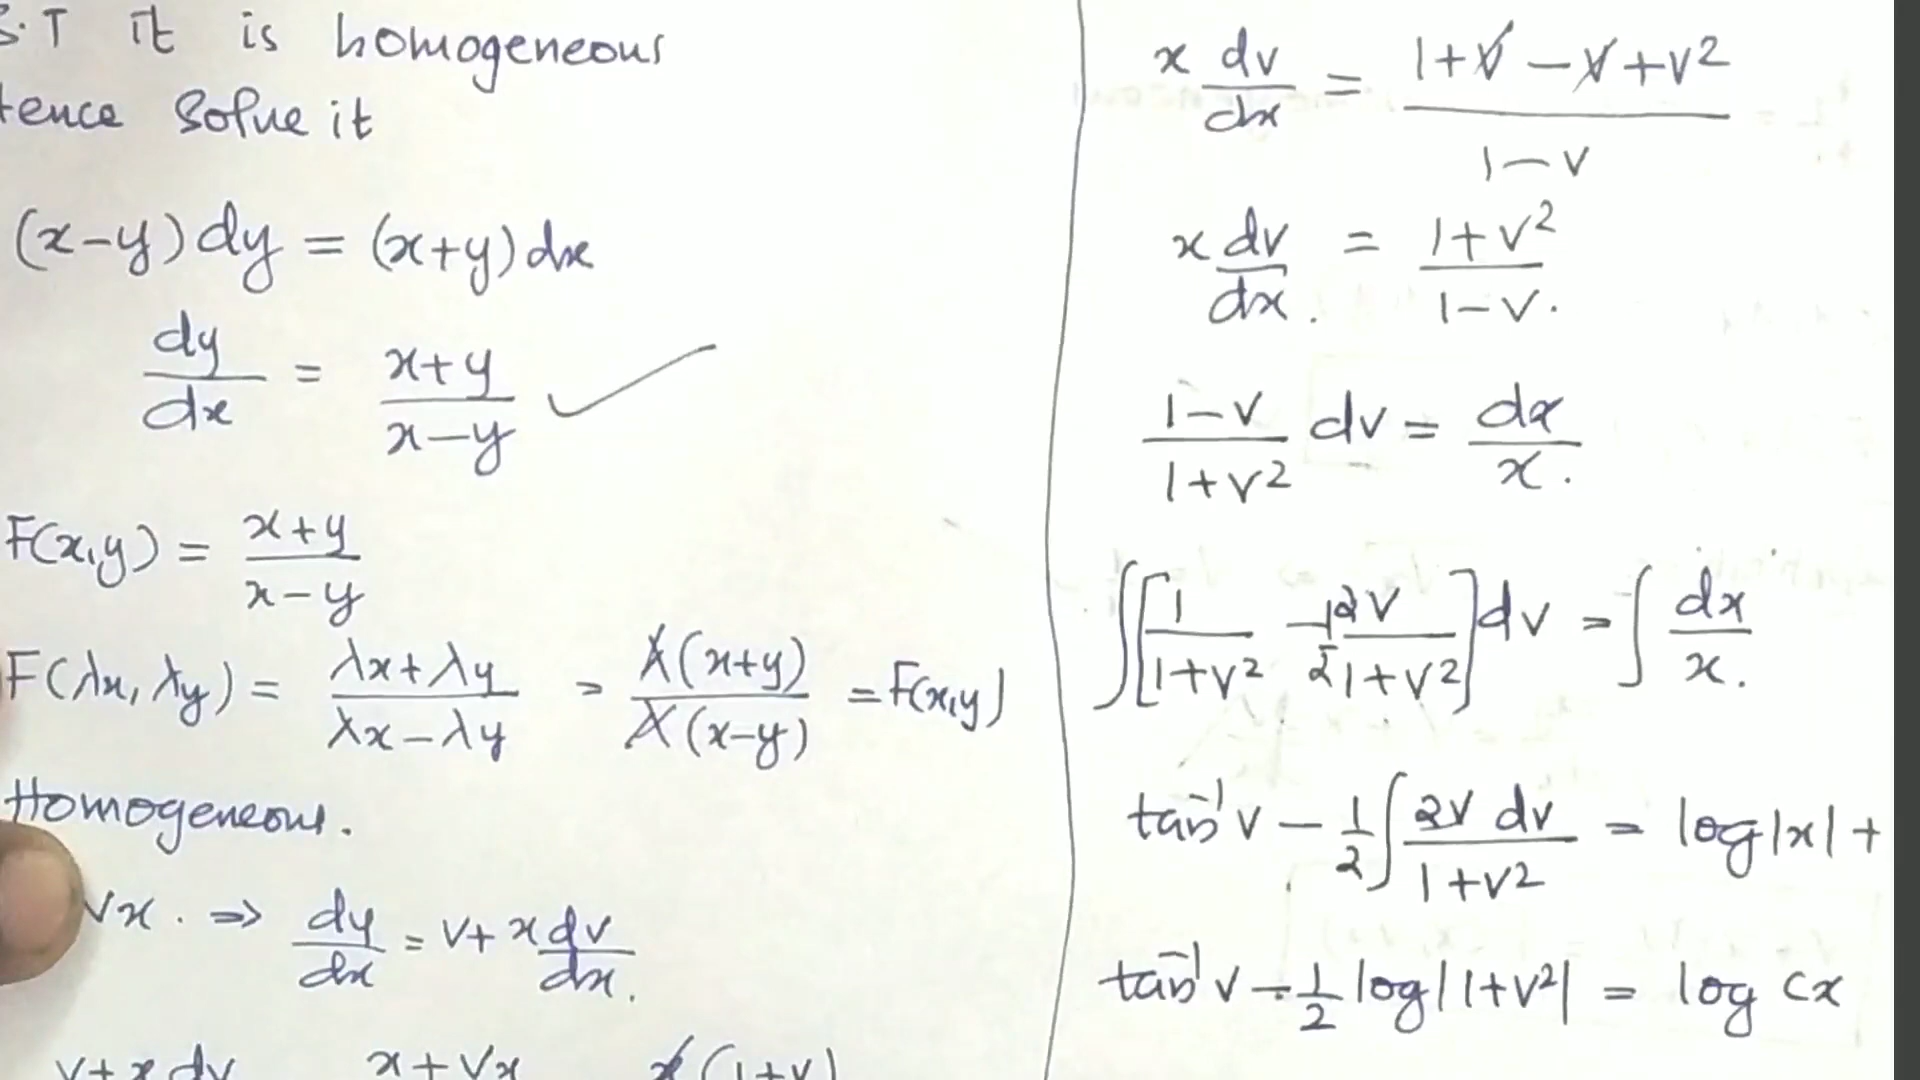 S.T it is homogeneous
Hence Solve it
(x-y)dy = (x+y)dx
dy/dx = (x+y)/(x-y) ✓
F(x,y) = (x+y)/(x-y)
F(λx, λy) = (λx+λy)/(λx-λy) = λ(x+y)/λ(x-y) = F(x,y)
Homogeneous.
vx. ⇒ dy/dx = v + x dv/dx.
v+x dv x+vx x(1+v)
x dv/dx = (1+v-v+v²)/(1-v)
x dv/dx. = (1+v²)/(1-v).
(1-v)/(1+v²) dv = dx/x.
∫[1/(1+v²) - 1/2 2v/(1+v²)]dv = ∫dx/x.
tan⁻¹v - 1/2 ∫ 2v dv/(1+v²) = log|x| +
tan⁻¹v - 1/2 log|1+v²| = log cx